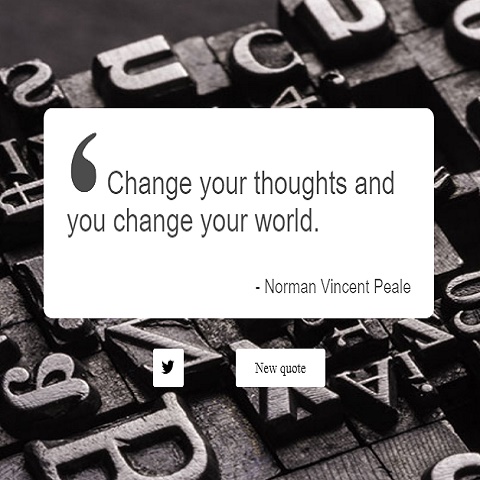 ‘ Change your thoughts and
you change your world.
- Norman Vincent Peale
New quote